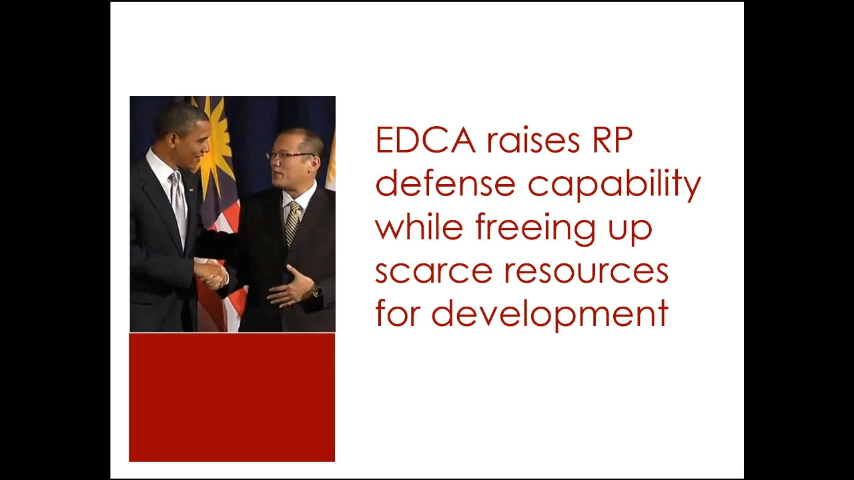 EDCA raises RP
defense capability
while freeing up
scarce resources
for development